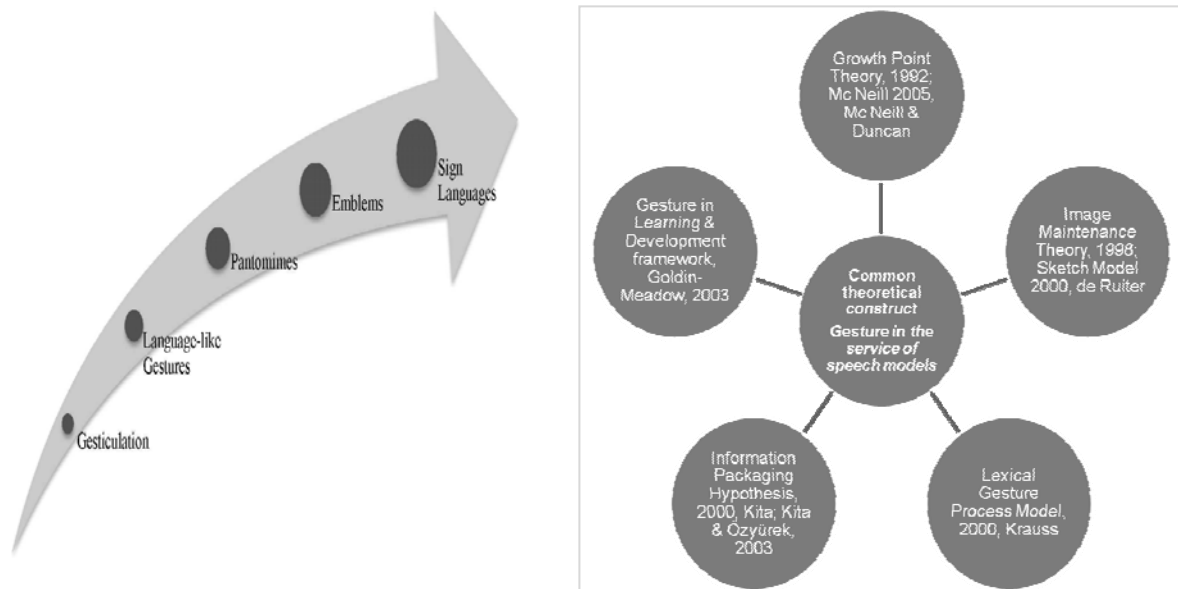 Sign
Languages
Emblems
Pantomimes
Language-like
Gestures
Gesticulation
Growth Point
Theory, 1992;
Mc Neill 2005,
Mc Neill &
Duncan
Gesture in
Learning &
Development
framework,
Goldin-
Meadow, 2003
Image
Maintenance
Theory, 1998;
Sketch Model
2000, de Ruiter
Common
theoretical
construct
Gesture in the
service of
speech models
Information
Packaging
Hypothesis,
2000, Kita; Kita
& Özyürek,
2003
Lexical
Gesture
Process Model,
2000, Krauss